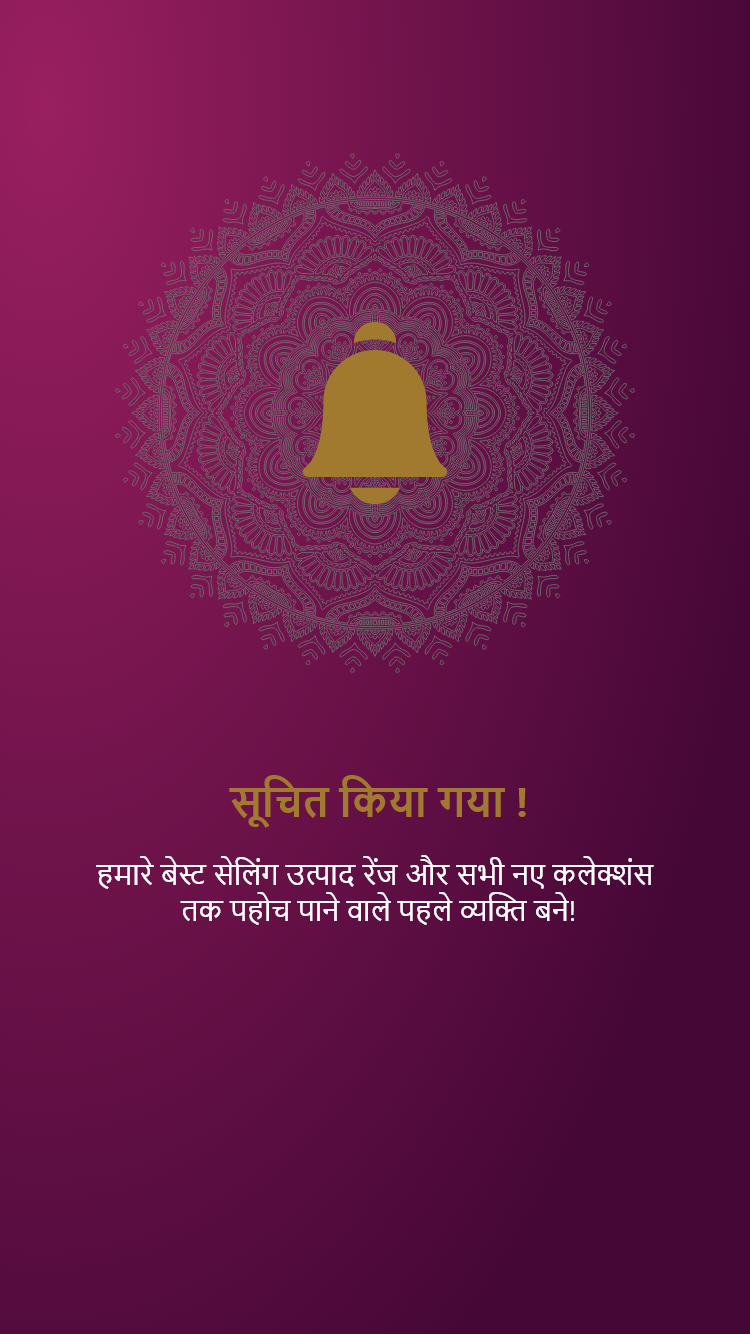 सूचित किया गया !
हमारे बेस्ट सेलिंग उत्पाद रेंज और सभी नए कलेक्शंस
तक पहोच पाने वाले पहले व्यक्ति बने!